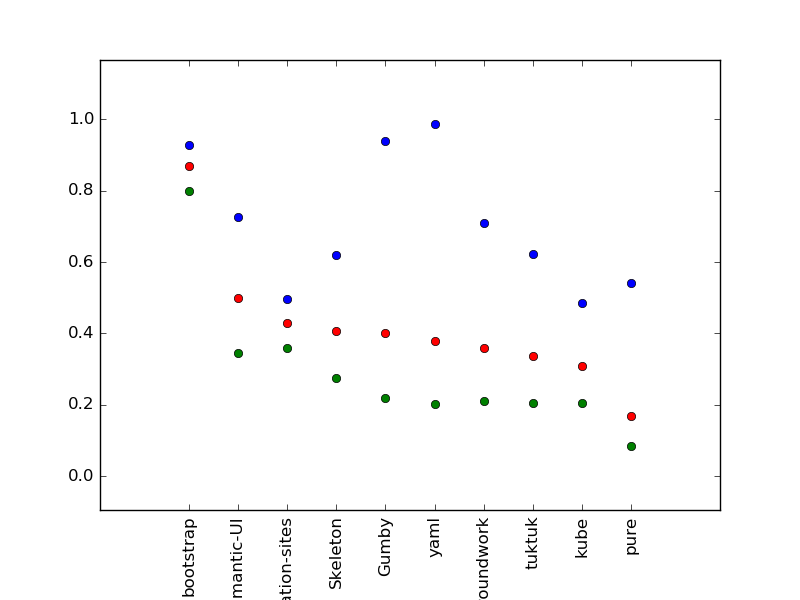 1.0
0.8
0.6
0.4
0.2
0.0
bootstrap
mantic-UI
ation-sites
Skeleton
Gumby
yaml
roundwork
tuktuk
kube
pure